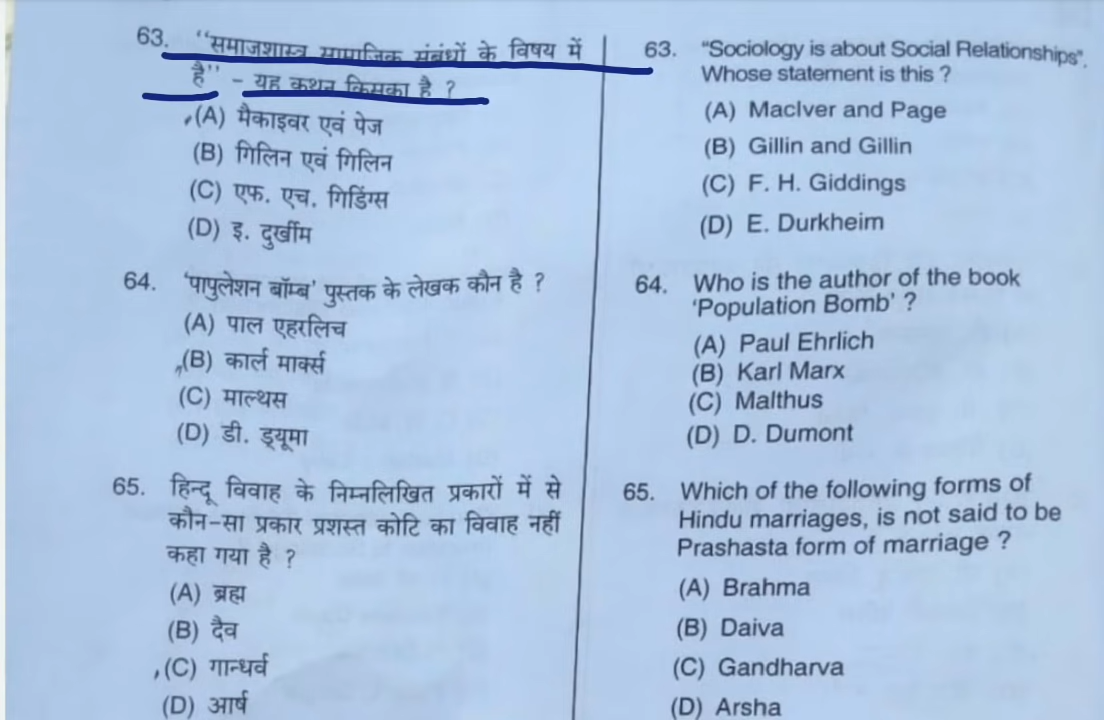 63. "समाजशास्त्र सामाजिक संबंधों के विषय में
है" – यह कथन किसका है ?
(A) मैकाइवर एवं पेज
(B) गिलिन एवं गिलिन
(C) एफ. एच. गिडिंग्स
(D) इ. दुर्खीम
64. 'पापुलेशन बॉम्ब' पुस्तक के लेखक कौन है ?
(A) पाल एहरलिच
(B) कार्ल मार्क्स
(C) माल्थस
(D) डी. ड्यूमा
65. हिन्दू विवाह के निम्नलिखित प्रकारों में से
कौन-सा प्रकार प्रशस्त कोटि का विवाह नहीं
कहा गया है ?
(A) ब्रह्म
(B) दैव
(C) गान्धर्व
(D) आर्ष
63. "Sociology is about Social Relationships".
Whose statement is this ?
(A) MacIver and Page
(B) Gillin and Gillin
(C) F. H. Giddings
(D) E. Durkheim
64. Who is the author of the book
'Population Bomb' ?
(A) Paul Ehrlich
(B) Karl Marx
(C) Malthus
(D) D. Dumont
65. Which of the following forms of
Hindu marriages, is not said to be
Prashasta form of marriage ?
(A) Brahma
(B) Daiva
(C) Gandharva
(D) Arsha